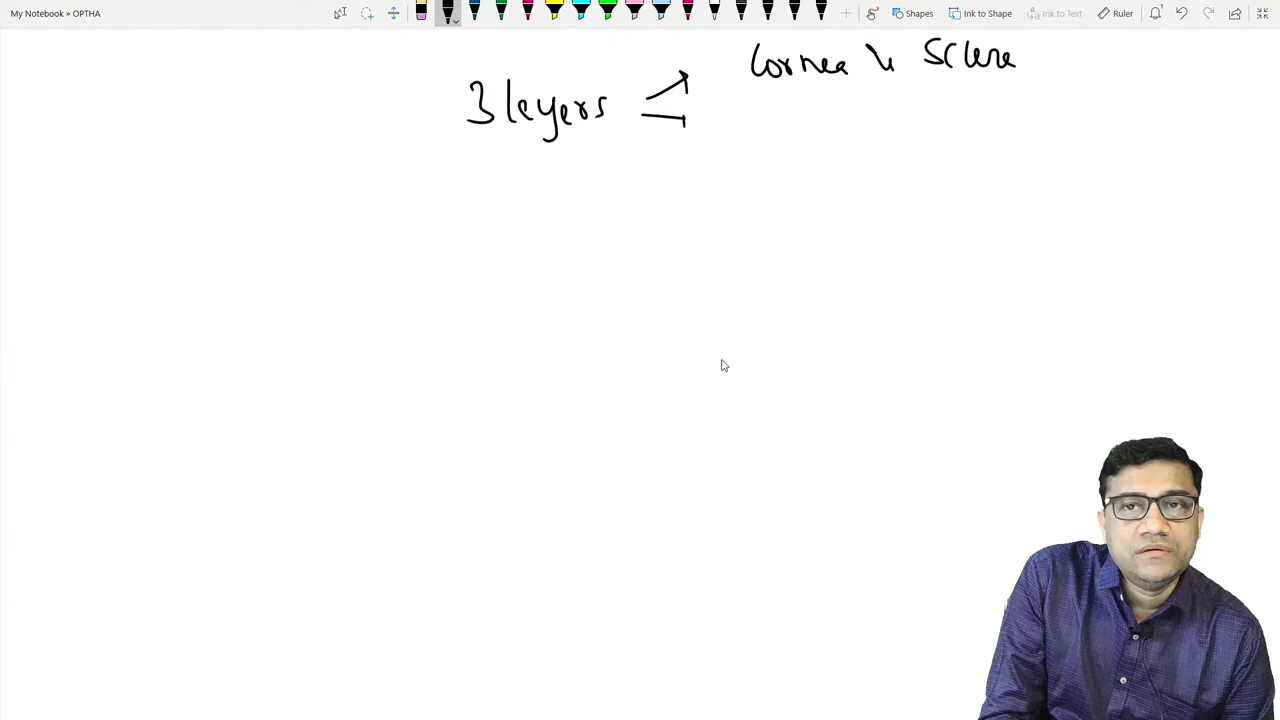 My Notebook » OPTHA
Shapes Ink to Shape Ink to Text Ruler
Cornea & Sclera
3 layers